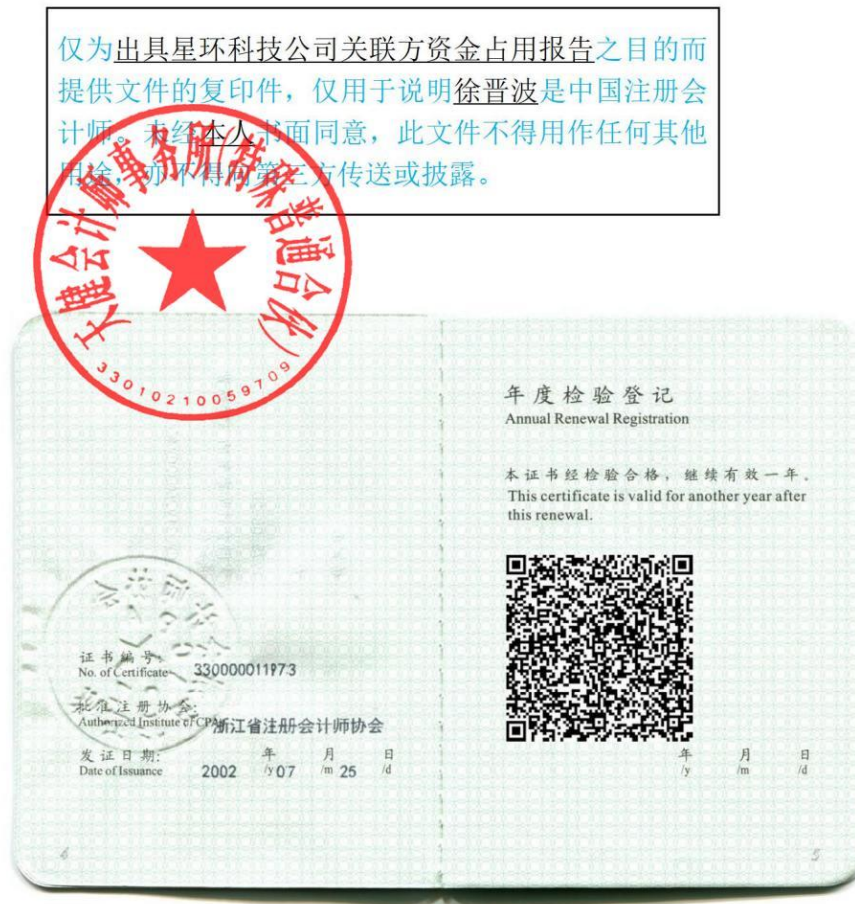 仅为出具星环科技公司关联方资金占用报告之目的而
提供文件的复印件，仅用于说明徐晋波是中国注册会
计师。未经本人书面同意，此文件不得用作任何其他
用途，亦不得向第三方传送或披露。
天健会计师事务所(特殊普通合伙)
33010210059709
年度检验登记
Annual Renewal Registration
本证书经检验合格，继续有效一年。
This certificate is valid for another year after
this renewal.
证书编号:
No. of Certificate
330000011973
批准注册协会:
Authorized Institute of CPAs
浙江省注册会计师协会
发证日期:
Date of Issuance
2002 年/y 07 月/m 25 日/d
年 月 日
/y /m /d
6
5